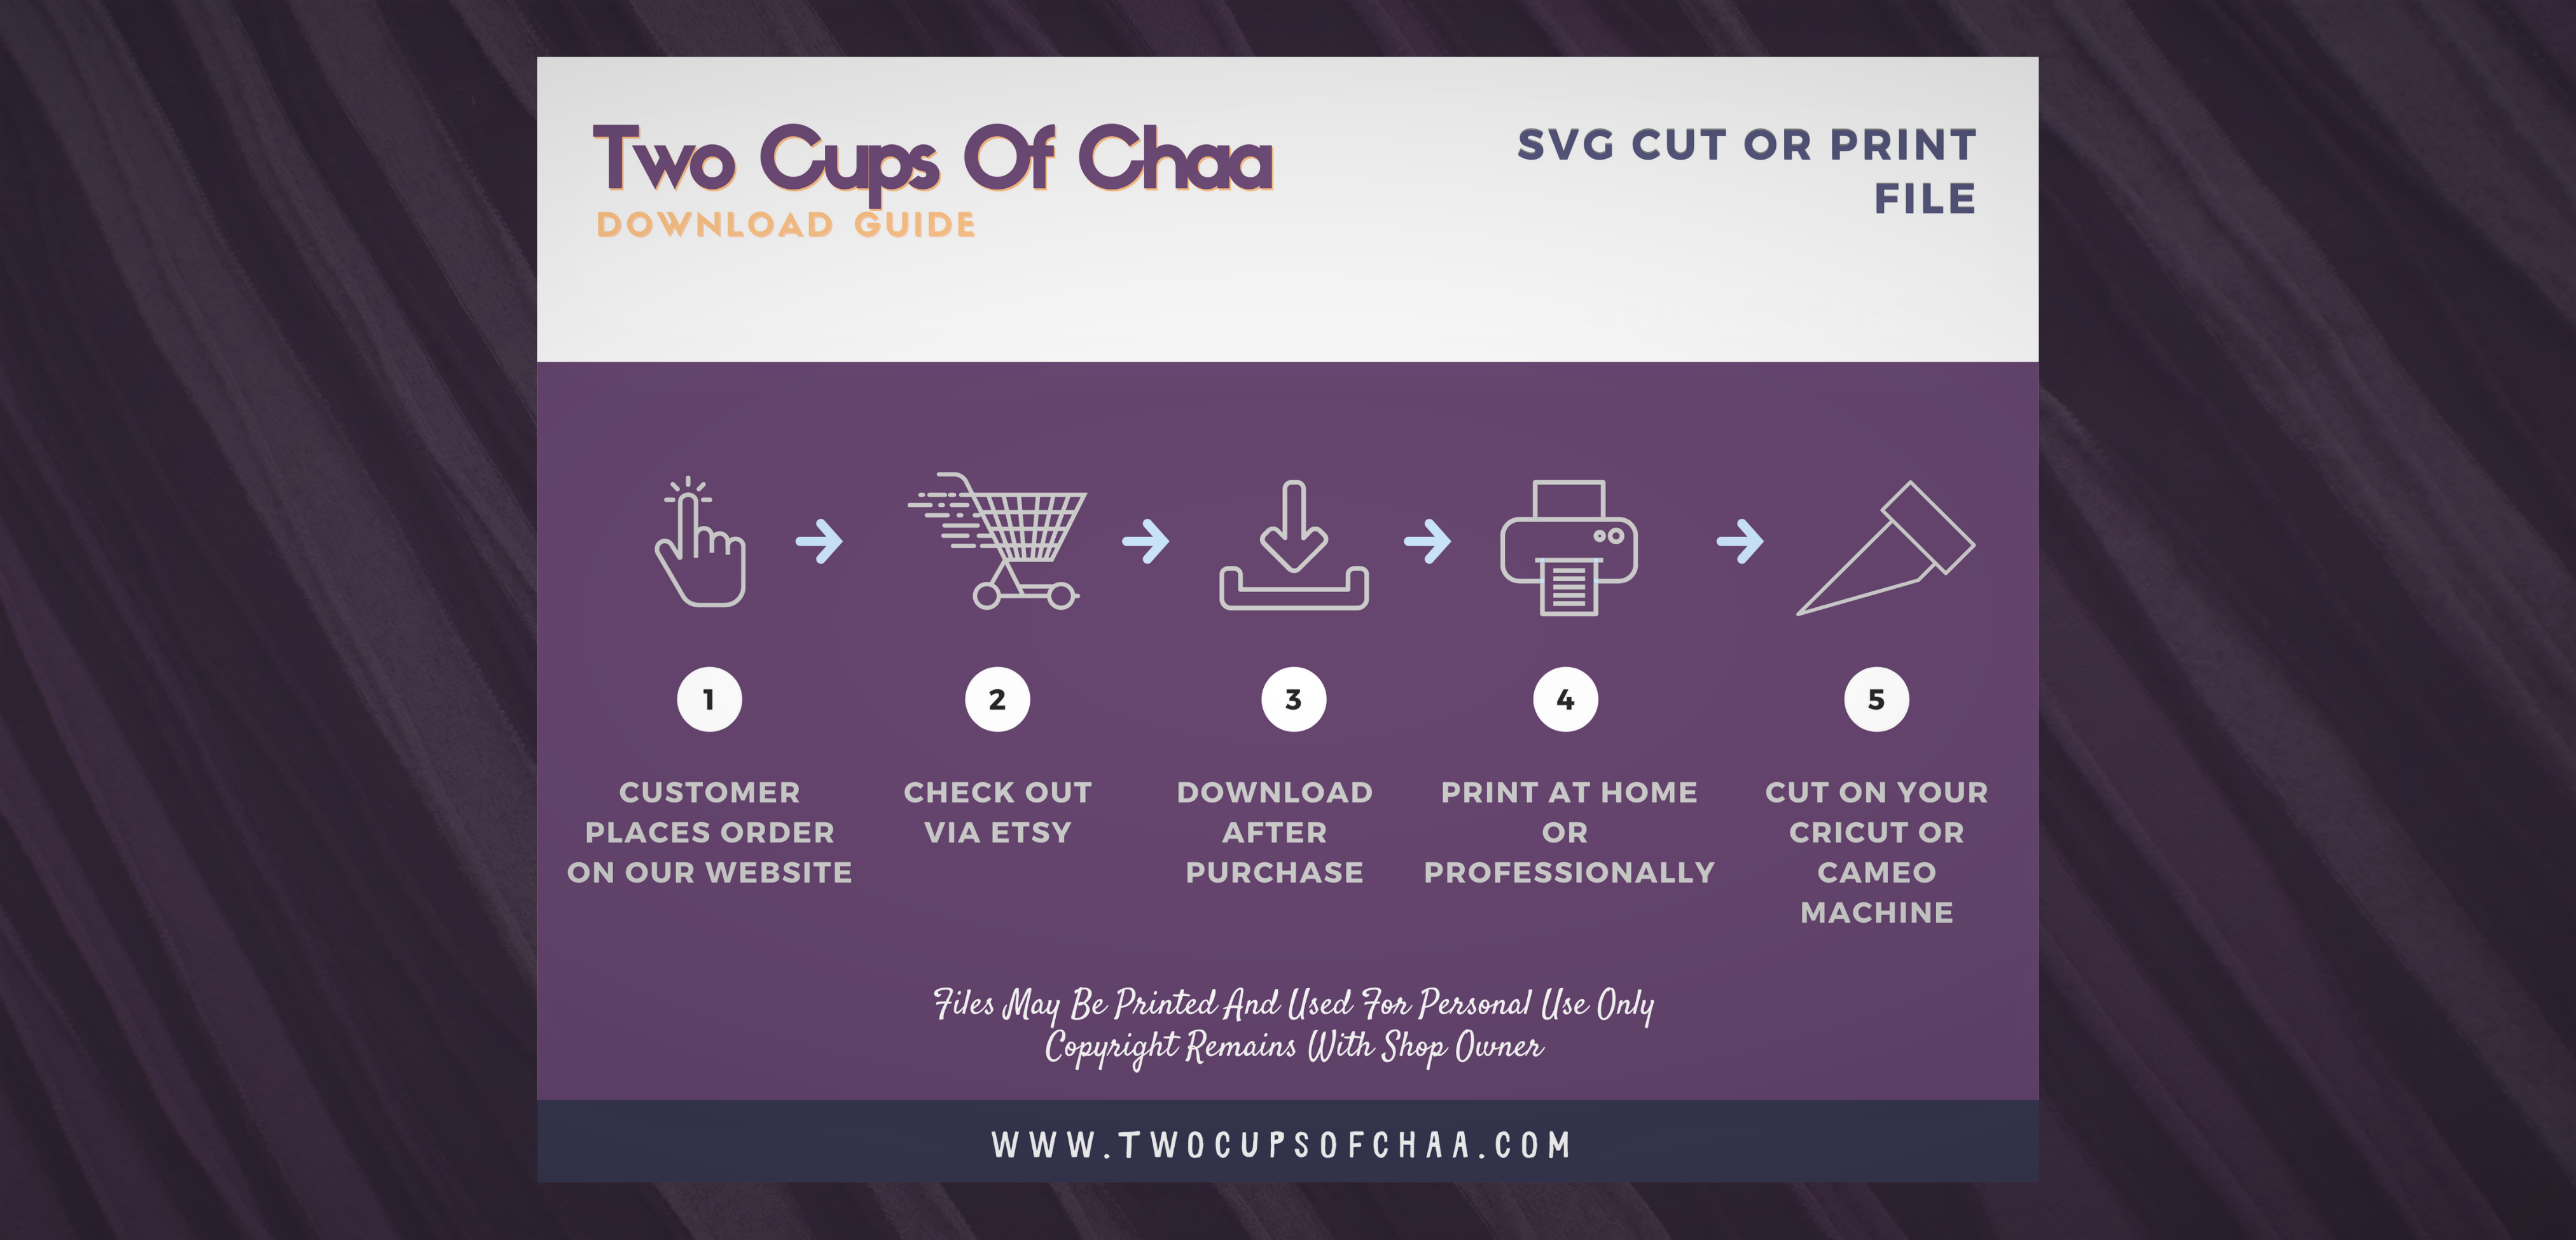 Two Cups Of Chaa
DOWNLOAD GUIDE
SVG CUT OR PRINT
FILE
1
CUSTOMER
PLACES ORDER
ON OUR WEBSITE
2
CHECK OUT
VIA ETSY
3
DOWNLOAD
AFTER
PURCHASE
4
PRINT AT HOME
OR
PROFESSIONALLY
5
CUT ON YOUR
CRICUT OR
CAMEO
MACHINE
Files May Be Printed And Used For Personal Use Only
Copyright Remains With Shop Owner
WWW.TWOCUPSOFCHAA.COM